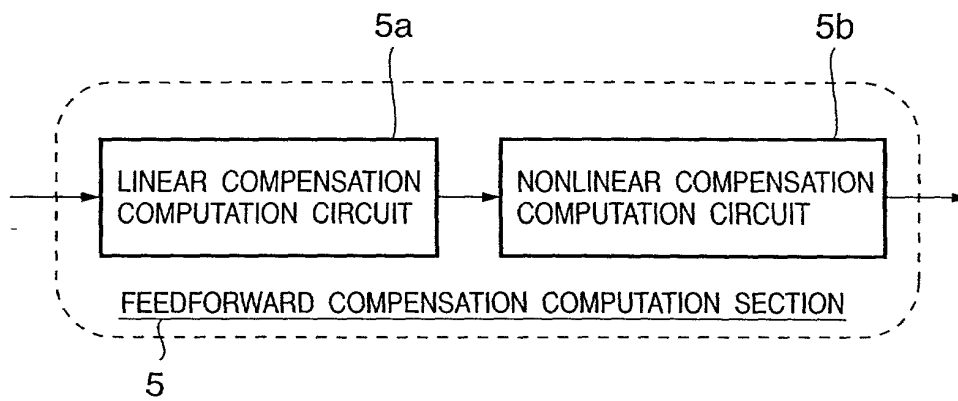 5a
5b
LINEAR COMPENSATION
COMPUTATION CIRCUIT
NONLINEAR COMPENSATION
COMPUTATION CIRCUIT
FEEDFORWARD COMPENSATION COMPUTATION SECTION
5